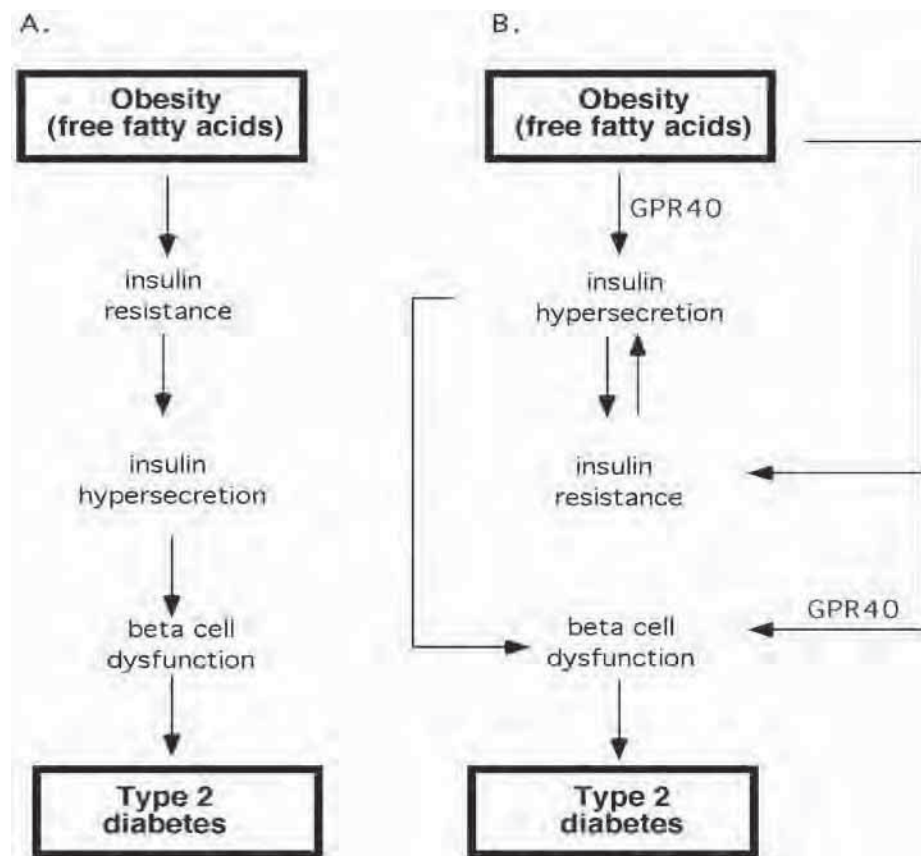 A.
Obesity
(free fatty acids)
insulin
resistance
insulin
hypersecretion
beta cell
dysfunction
Type 2
diabetes
B.
Obesity
(free fatty acids)
GPR40
insulin
hypersecretion
insulin
resistance
GPR40
beta cell
dysfunction
Type 2
diabetes